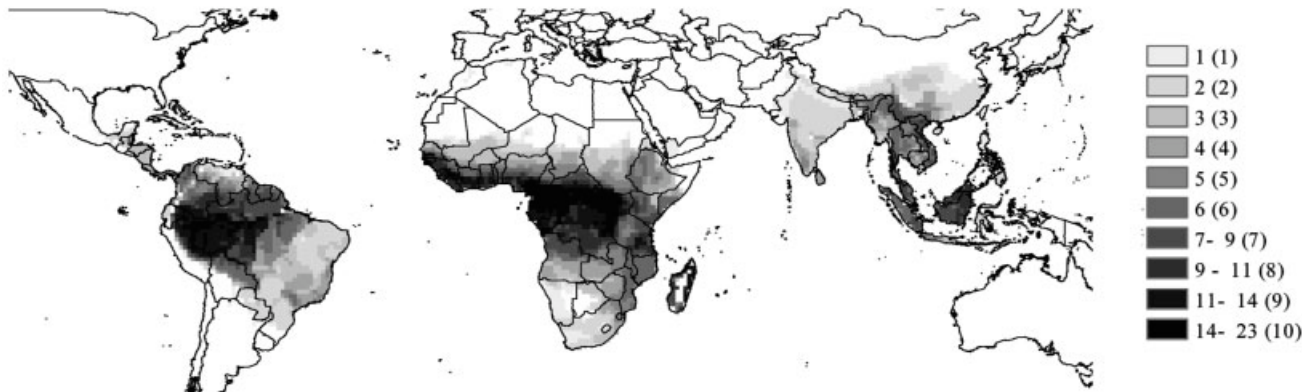 1 (1)
2 (2)
3 (3)
4 (4)
5 (5)
6 (6)
7- 9 (7)
9 - 11 (8)
11- 14 (9)
14- 23 (10)